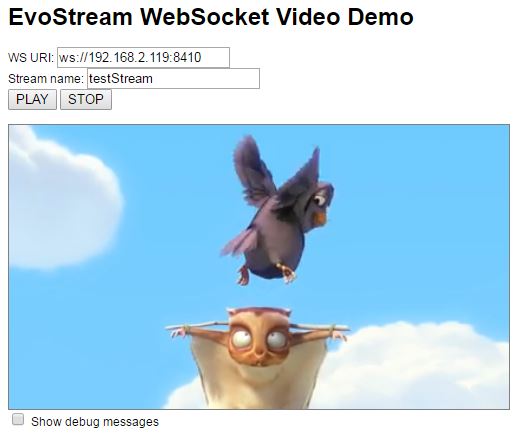 EvoStream WebSocket Video Demo
WS URI: ws://192.168.2.119:8410
Stream name: testStream
PLAY STOP
Show debug messages